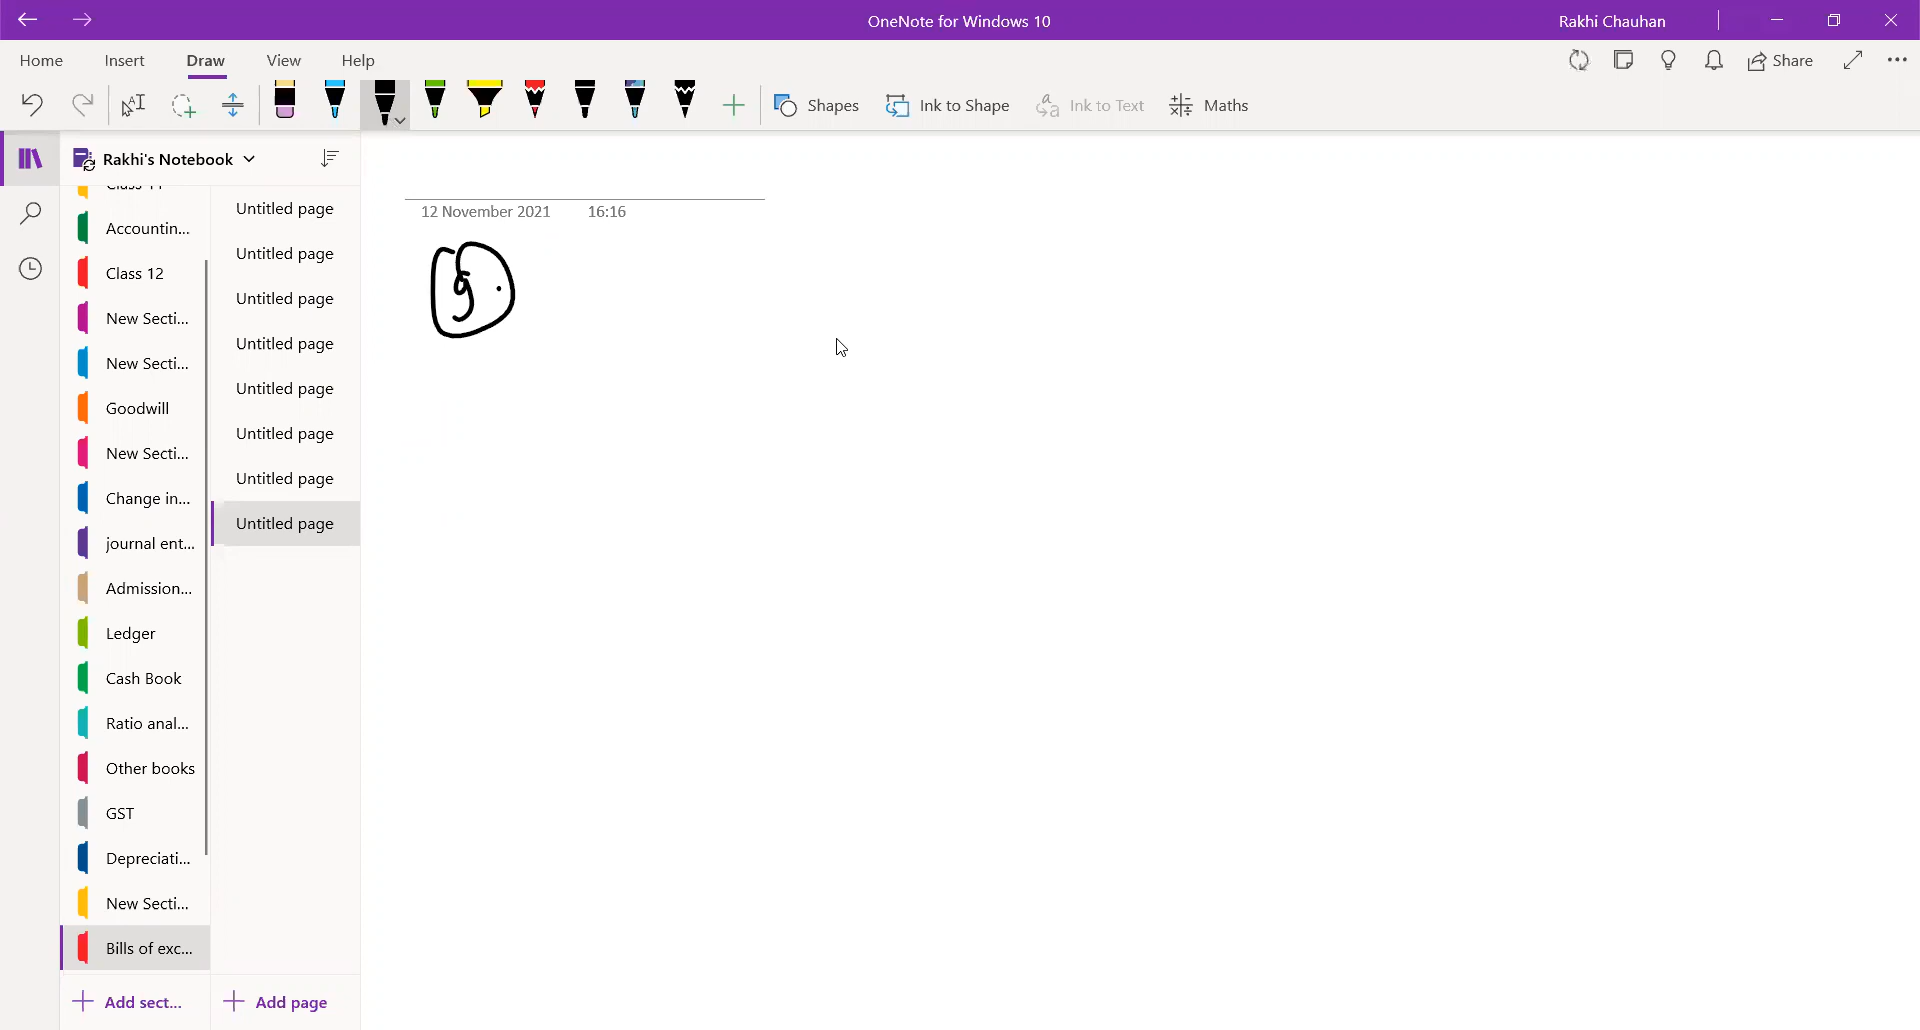 OneNote for Windows 10
Rakhi Chauhan
Home
Insert
Draw
View
Help
Share
Shapes
Ink to Shape
Ink to Text
Maths
Rakhi's Notebook
Accountin...
Class 12
New Secti...
New Secti...
Goodwill
New Secti...
Change in...
journal ent...
Admission...
Ledger
Cash Book
Ratio anal...
Other books
GST
Depreciati...
New Secti...
Bills of exc...
Add sect...
Untitled page
Untitled page
Untitled page
Untitled page
Untitled page
Untitled page
Untitled page
Untitled page
Add page
12 November 2021 16:16